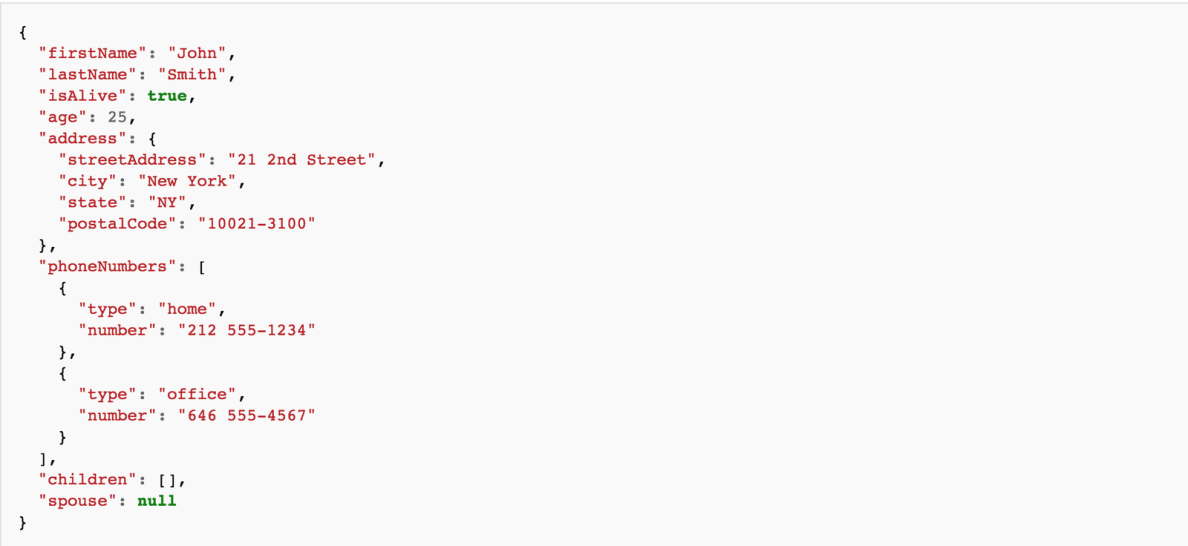 {
  "firstName": "John",
  "lastName": "Smith",
  "isAlive": true,
  "age": 25,
  "address": {
    "streetAddress": "21 2nd Street",
    "city": "New York",
    "state": "NY",
    "postalCode": "10021-3100"
  },
  "phoneNumbers": [
    {
      "type": "home",
      "number": "212 555-1234"
    },
    {
      "type": "office",
      "number": "646 555-4567"
    }
  ],
  "children": [],
  "spouse": null
}